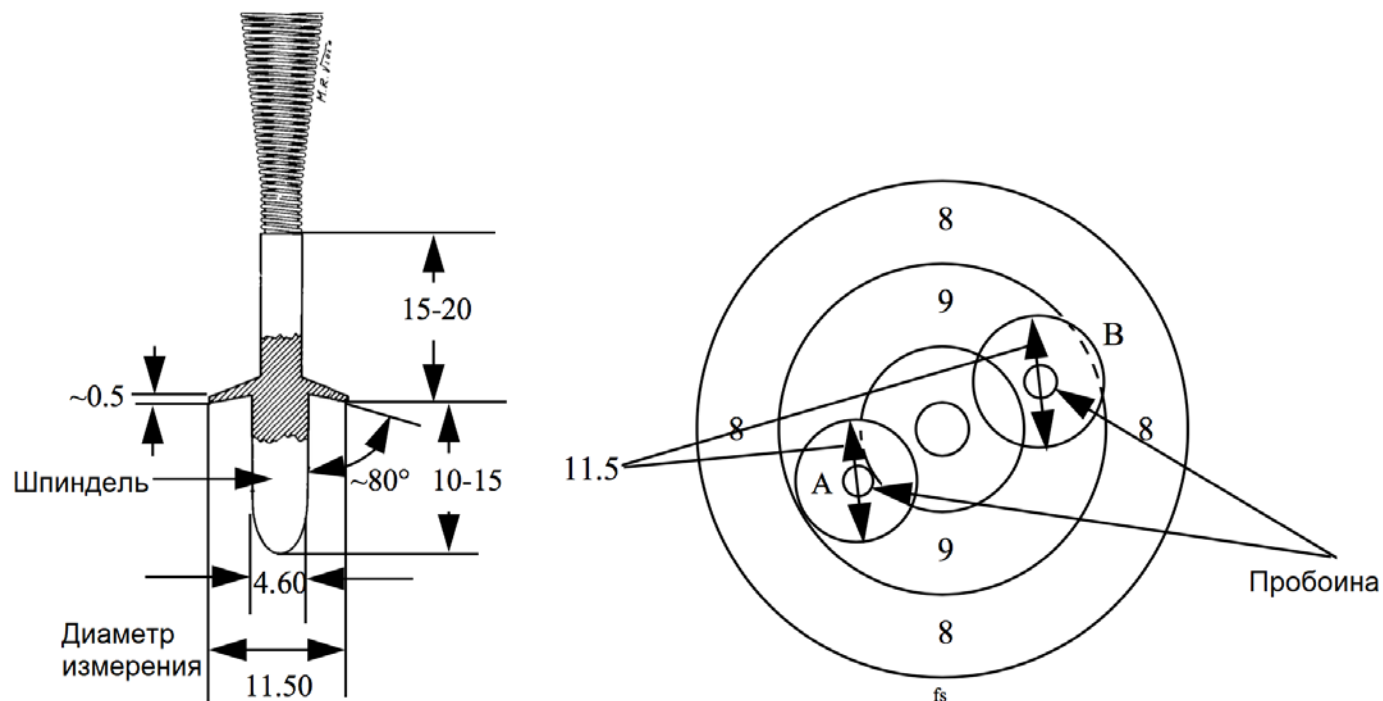 15-20
~0.5
Шпиндель
~80°
10-15
4.60
Диаметр
измерения
11.50
8
9
B
8
8
11.5
A
9
Пробоина
8
fs